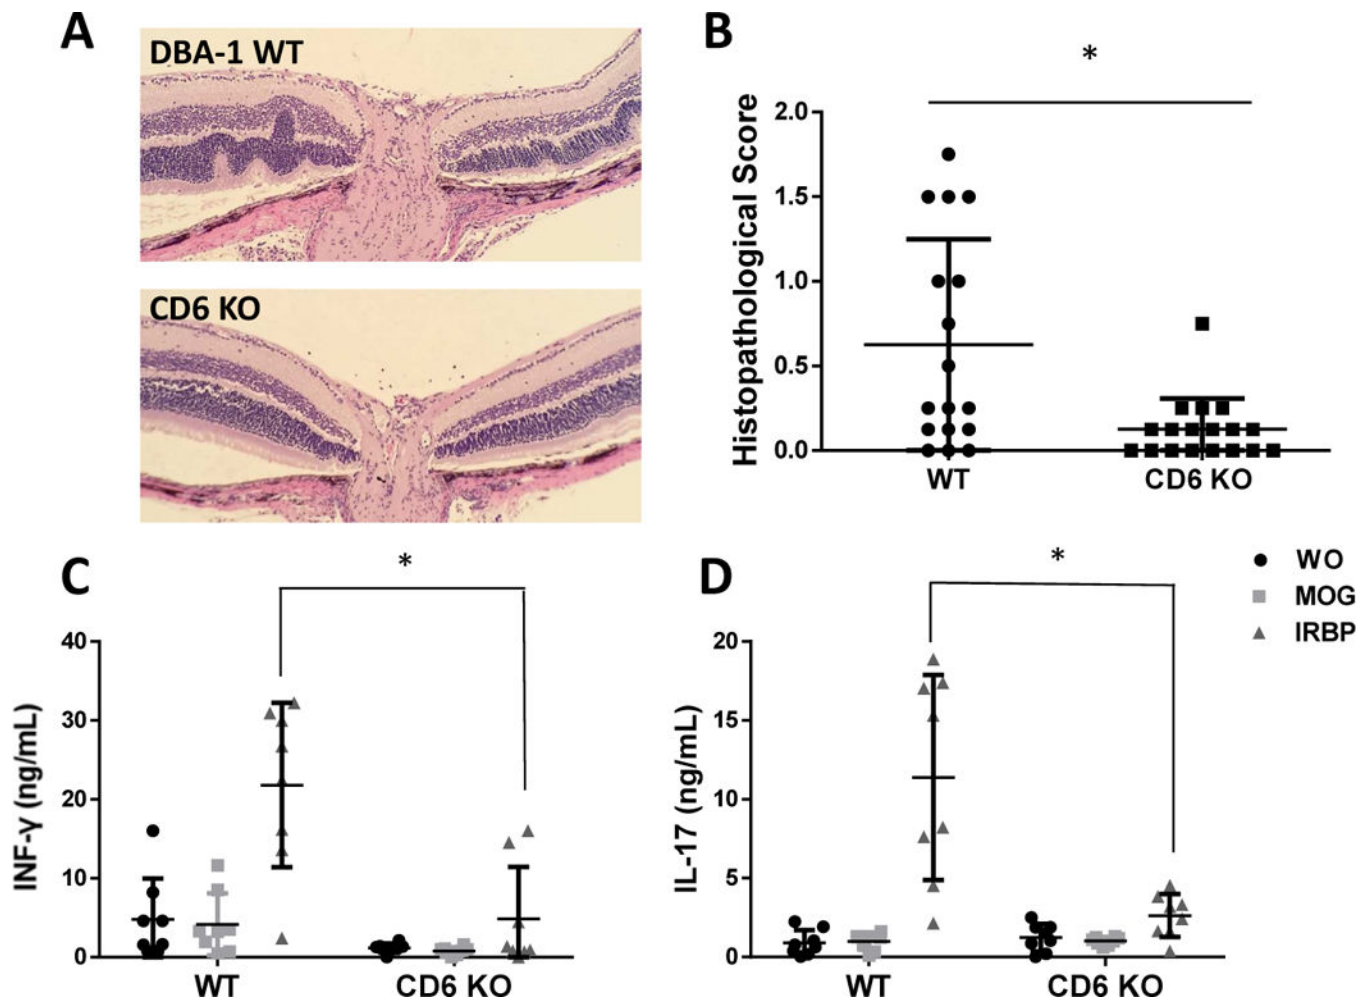 A
DBA-1 WT
CD6 KO
B
*
Histopathological Score
2.0
1.5
1.0
0.5
0.0
WT
CD6 KO
C
*
INF-γ (ng/mL)
40
30
20
10
0
WT
CD6 KO
D
*
IL-17 (ng/mL)
20
15
10
5
0
WT
CD6 KO
WO
MOG
IRBP